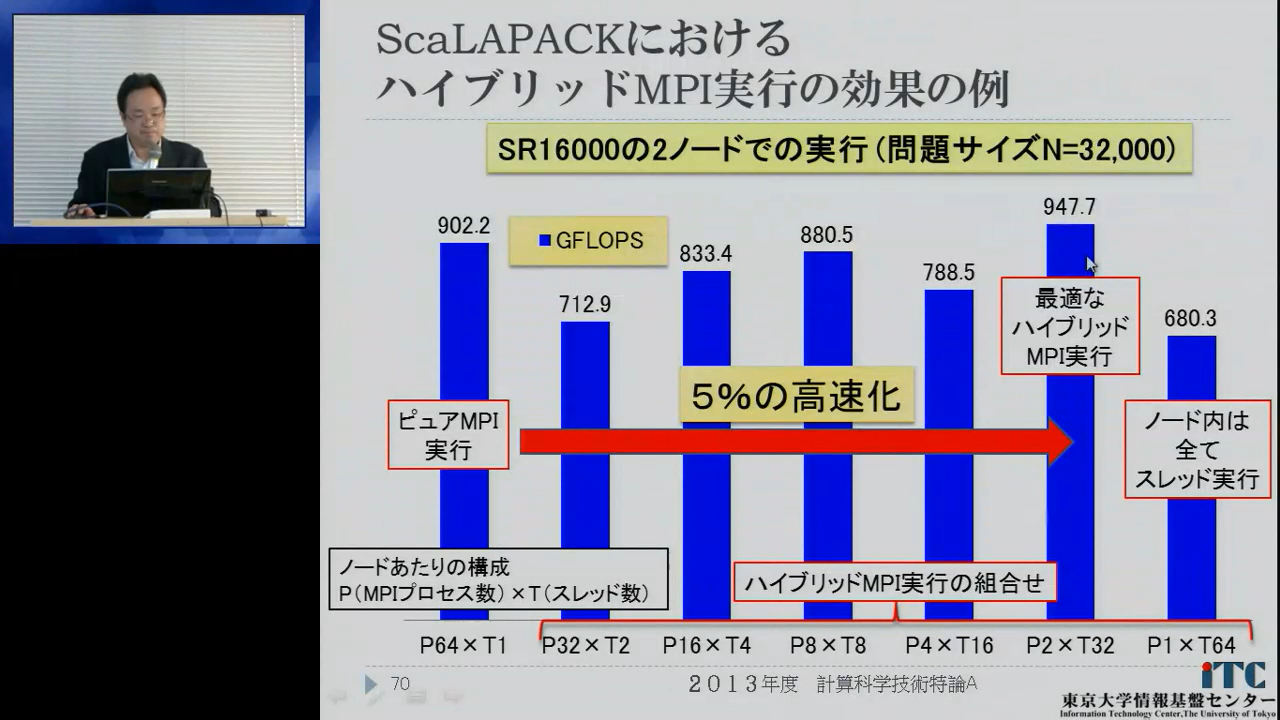 ScaLAPACKにおける
ハイブリッドMPI実行の効果の例
SR16000の2ノードでの実行(問題サイズN=32,000)
GFLOPS
902.2
712.9
833.4
880.5
788.5
947.7
680.3
5%の高速化
ピュアMPI
実行
最適な
ハイブリッド
MPI実行
ノード内は
全て
スレッド実行
ノードあたりの構成
P(MPIプロセス数)×T(スレッド数)
ハイブリッドMPI実行の組合せ
P64×T1
P32×T2
P16×T4
P8×T8
P4×T16
P2×T32
P1×T64
70
2013年度 計算科学技術特論A
iTC
東京大学情報基盤センター
Information Technology Center,The University of Tokyo